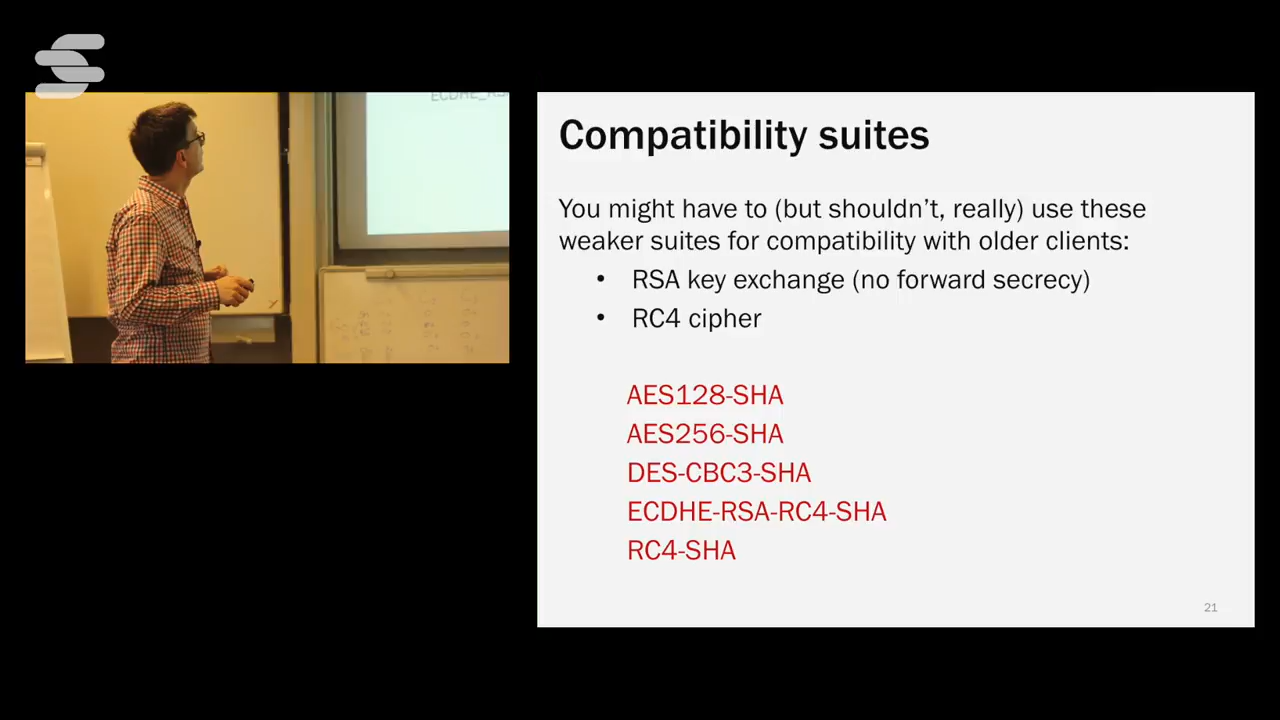 Compatibility suites
You might have to (but shouldn't, really) use these
weaker suites for compatibility with older clients:
• RSA key exchange (no forward secrecy)
• RC4 cipher
AES128-SHA
AES256-SHA
DES-CBC3-SHA
ECDHE-RSA-RC4-SHA
RC4-SHA
21